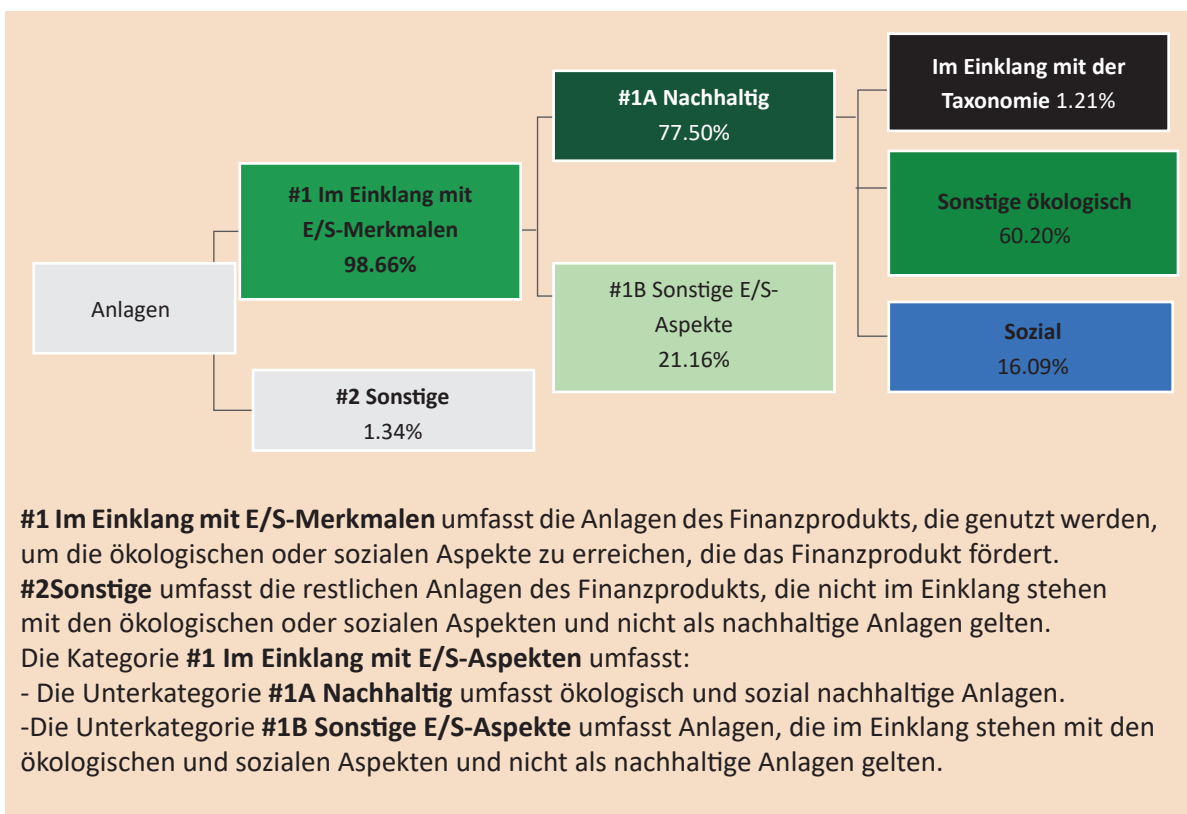 Anlagen
#1 Im Einklang mit
E/S-Merkmalen
98.66%
#2 Sonstige
1.34%
#1A Nachhaltig
77.50%
#1B Sonstige E/S-
Aspekte
21.16%
Im Einklang mit der
Taxonomie 1.21%
Sonstige ökologisch
60.20%
Sozial
16.09%
#1 Im Einklang mit E/S-Merkmalen umfasst die Anlagen des Finanzprodukts, die genutzt werden,
um die ökologischen oder sozialen Aspekte zu erreichen, die das Finanzprodukt fördert.
#2Sonstige umfasst die restlichen Anlagen des Finanzprodukts, die nicht im Einklang stehen
mit den ökologischen oder sozialen Aspekten und nicht als nachhaltige Anlagen gelten.
Die Kategorie #1 Im Einklang mit E/S-Aspekten umfasst:
- Die Unterkategorie #1A Nachhaltig umfasst ökologisch und sozial nachhaltige Anlagen.
-Die Unterkategorie #1B Sonstige E/S-Aspekte umfasst Anlagen, die im Einklang stehen mit den
ökologischen und sozialen Aspekten und nicht als nachhaltige Anlagen gelten.